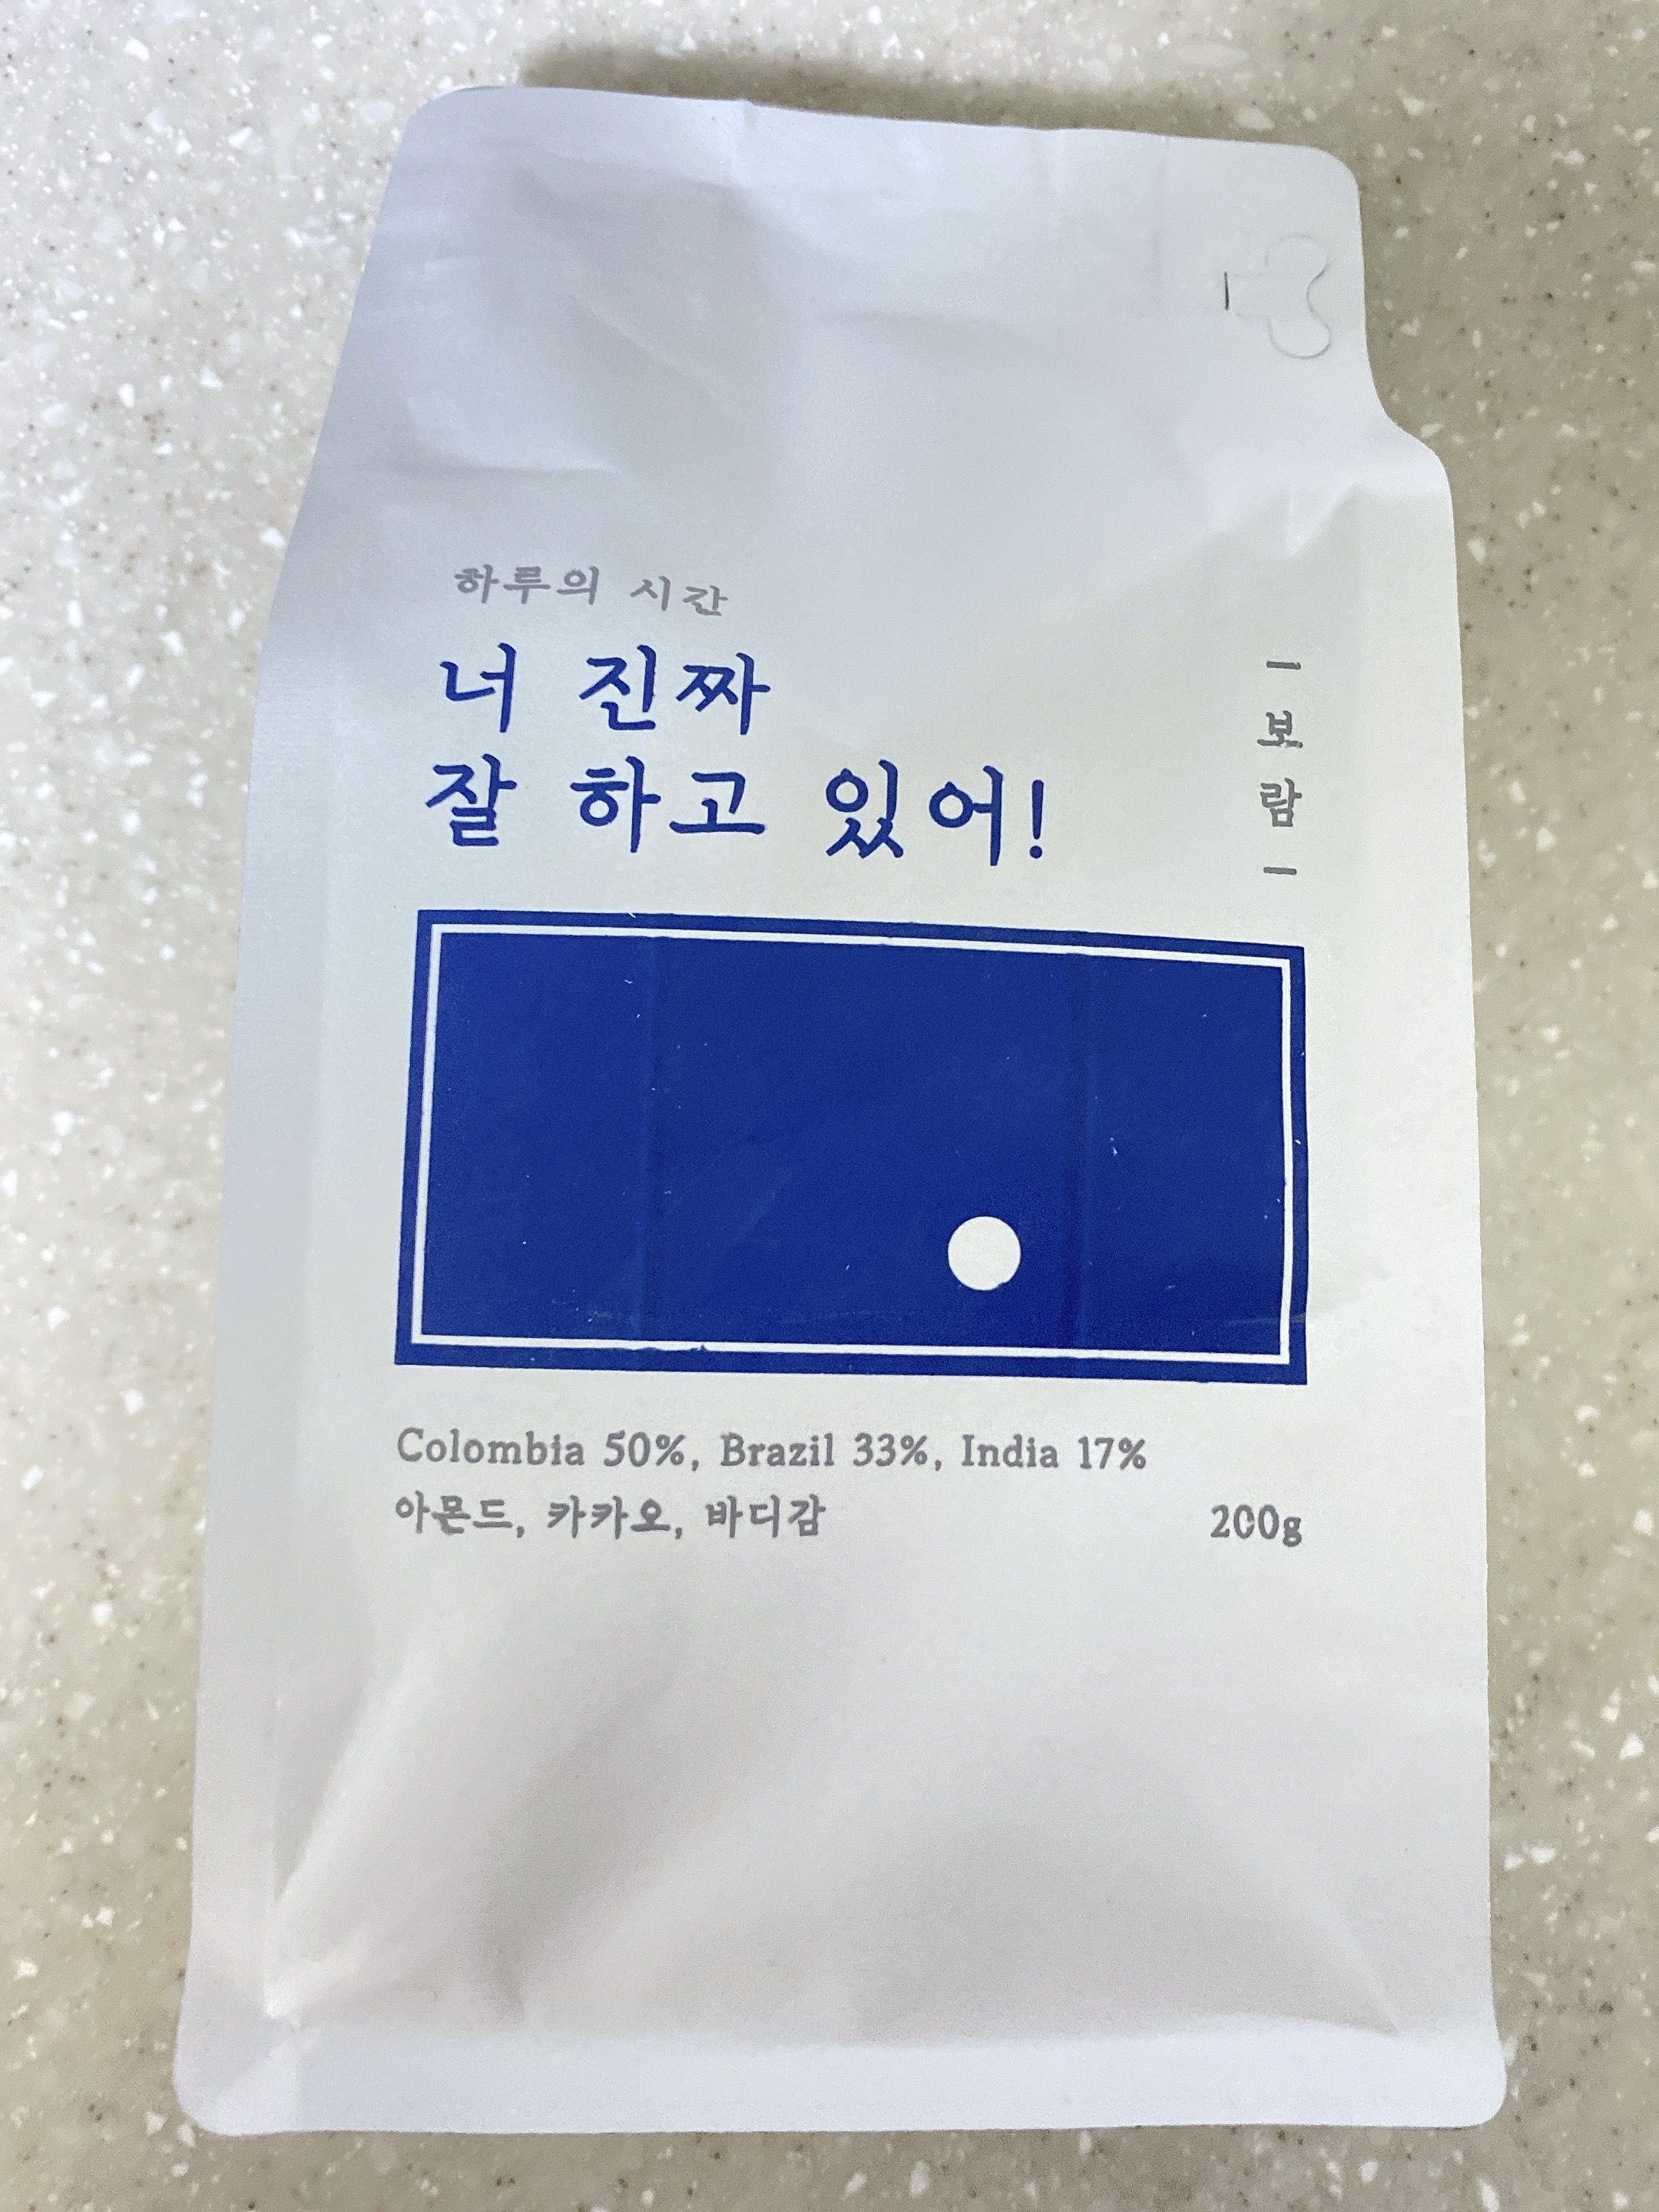 하루의 시간
너 진짜
잘 하고 있어!
— 보람 —
Colombia 50%, Brazil 33%, India 17%
아몬드, 카카오, 바디감
200g